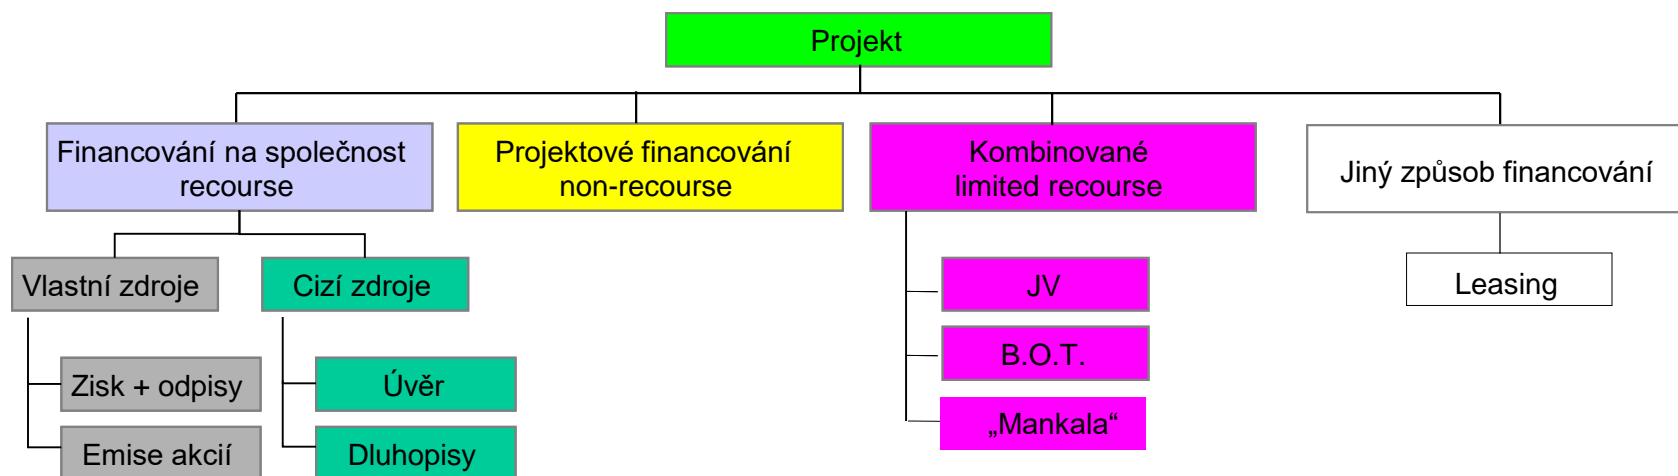 Projekt
Financování na společnost
recourse
Projektové financování
non-recourse
Kombinované
limited recourse
Jiný způsob financování
Vlastní zdroje
Cizí zdroje
JV
Leasing
B.O.T.
Zisk + odpisy
Úvěr
„Mankala“
Emise akcií
Dluhopisy